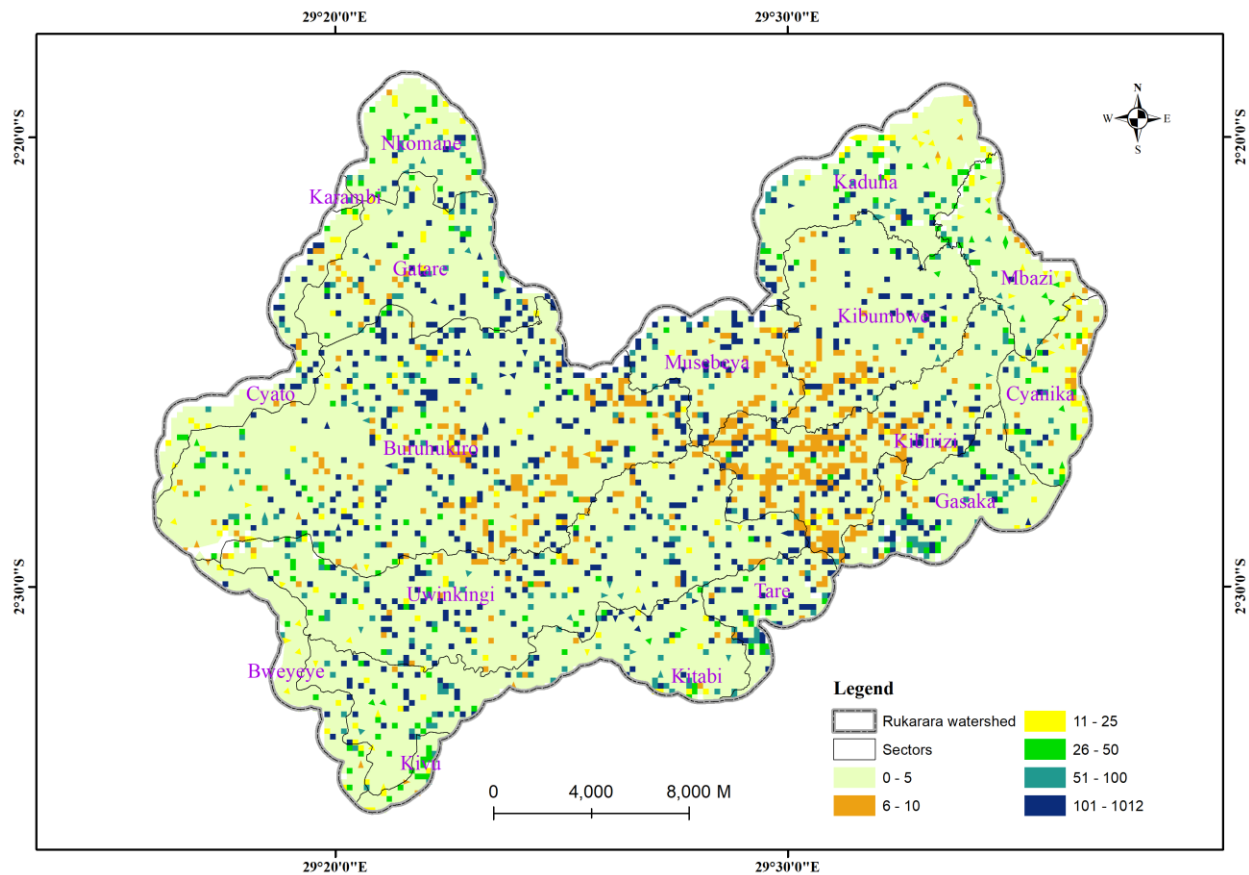 29°20'0"E 29°30'0"E
N
W E
S
2°20'0"S 2°20'0"S
Nkomane
Kaduha
Karambi
Gatare
Mbazi
Kibumbwe
Musebeya
Cyato
Cyanika
Buruhukiro
Kibirizi
Gasaka
2°30'0"S 2°30'0"S
Uwinkingi
Tare
Bweyeye
Kitabi
Kivu
Legend
Rukarara watershed
Sectors
0 - 5
6 - 10
11 - 25
26 - 50
51 - 100
101 - 1012
0 4,000 8,000 M
29°20'0"E 29°30'0"E